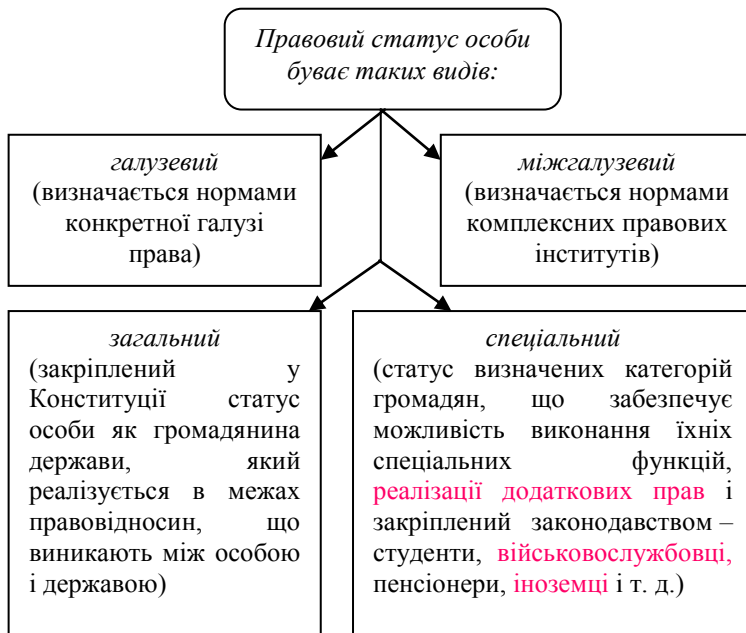 Правовий статус особи
буває таких видів:
галузевий
(визначається нормами
конкретної галузі
права)
міжгалузевий
(визначається нормами
комплексних правових
інститутів)
загальний
(закріплений у
Конституції статус
особи як громадянина
держави, який
реалізується в межах
правовідносин, що
виникають між особою
і державою)
спеціальний
(статус визначених категорій
громадян, що забезпечує
можливість виконання їхніх
спеціальних функцій,
реалізації додаткових прав і
закріплений законодавством –
студенти, військовослужбовці,
пенсіонери, іноземці і т. д.)